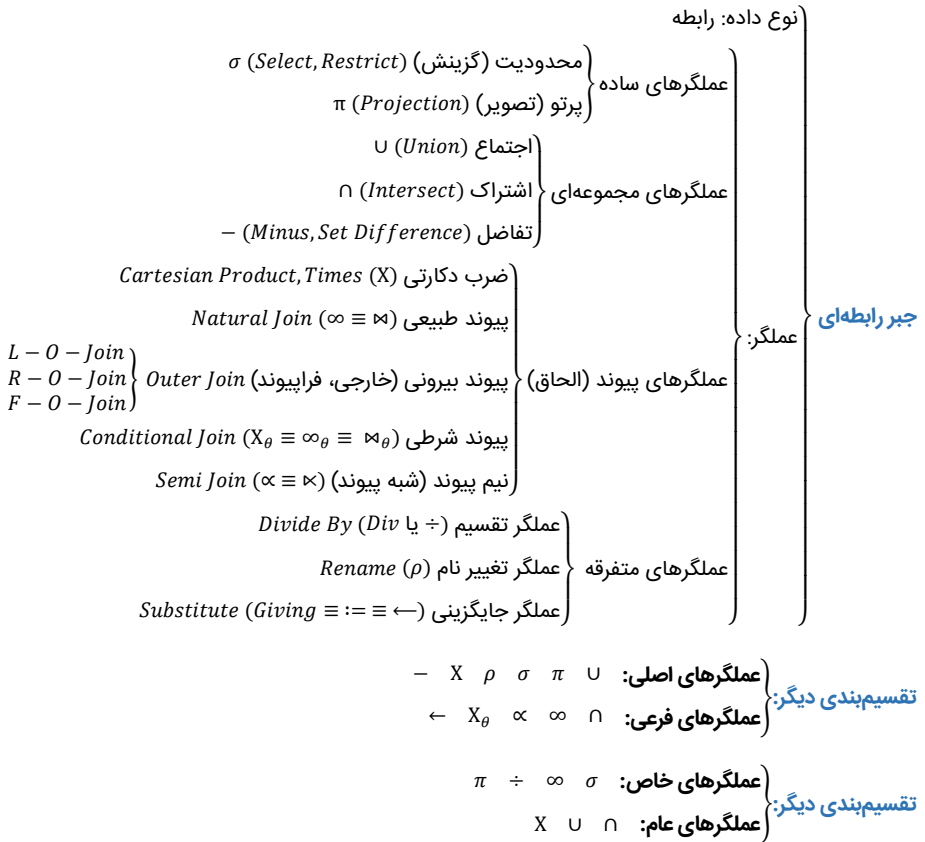 نوع داده: رابطه
جبر رابطه‌ای
عملگر:
عملگرهای ساده
محدودیت (گزینش) σ (Select, Restrict)
پرتو (تصویر) π (Projection)
عملگرهای مجموعه‌ای
اجتماع ∪ (Union)
اشتراک ∩ (Intersect)
تفاضل − (Minus, Set Difference)
عملگرهای پیوند (الحاق)
ضرب دکارتی Cartesian Product, Times (X)
پیوند طبیعی Natural Join (∞ ≡ ⋈)
پیوند بیرونی (خارجی، فراپیوند) Outer Join
L − O − Join
R − O − Join
F − O − Join
پیوند شرطی Conditional Join (X_θ ≡ ∞_θ ≡ ⋈_θ)
نیم پیوند (شبه پیوند) Semi Join (∝ ≡ ⋉)
عملگرهای متفرقه
عملگر تقسیم Divide By (Div یا ÷)
عملگر تغییر نام Rename (ρ)
عملگر جایگزینی Substitute (Giving ≡ := ≡ ⟵)
تقسیم‌بندی دیگر:
عملگرهای اصلی: − X ρ σ π ∪
عملگرهای فرعی: ← X_θ ∝ ∞ ∩
تقسیم‌بندی دیگر:
عملگرهای خاص: π ÷ ∞ σ
عملگرهای عام: X ∪ ∩